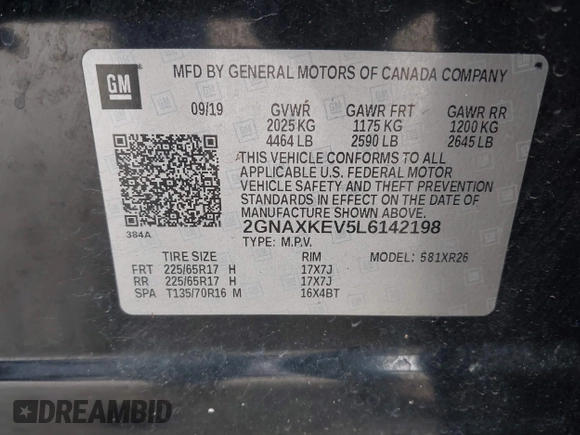 GM
MFD BY GENERAL MOTORS OF CANADA COMPANY
09/19 GVWR GAWR FRT GAWR RR
2025 KG 1175 KG 1200 KG
4464 LB 2590 LB 2645 LB
THIS VEHICLE CONFORMS TO ALL
APPLICABLE U.S. FEDERAL MOTOR
VEHICLE SAFETY AND THEFT PREVENTION
STANDARDS IN EFFECT ON THE DATE OF
MANUFACTURE SHOWN ABOVE.
384A
2GNAXKEV5L6142198
TYPE: M.P.V. MODEL: 581XR26
TIRE SIZE RIM
FRT 225/65R17 H 17X7J
RR 225/65R17 H 17X7J
SPA T135/70R16 M 16X4BT
DREAMBID